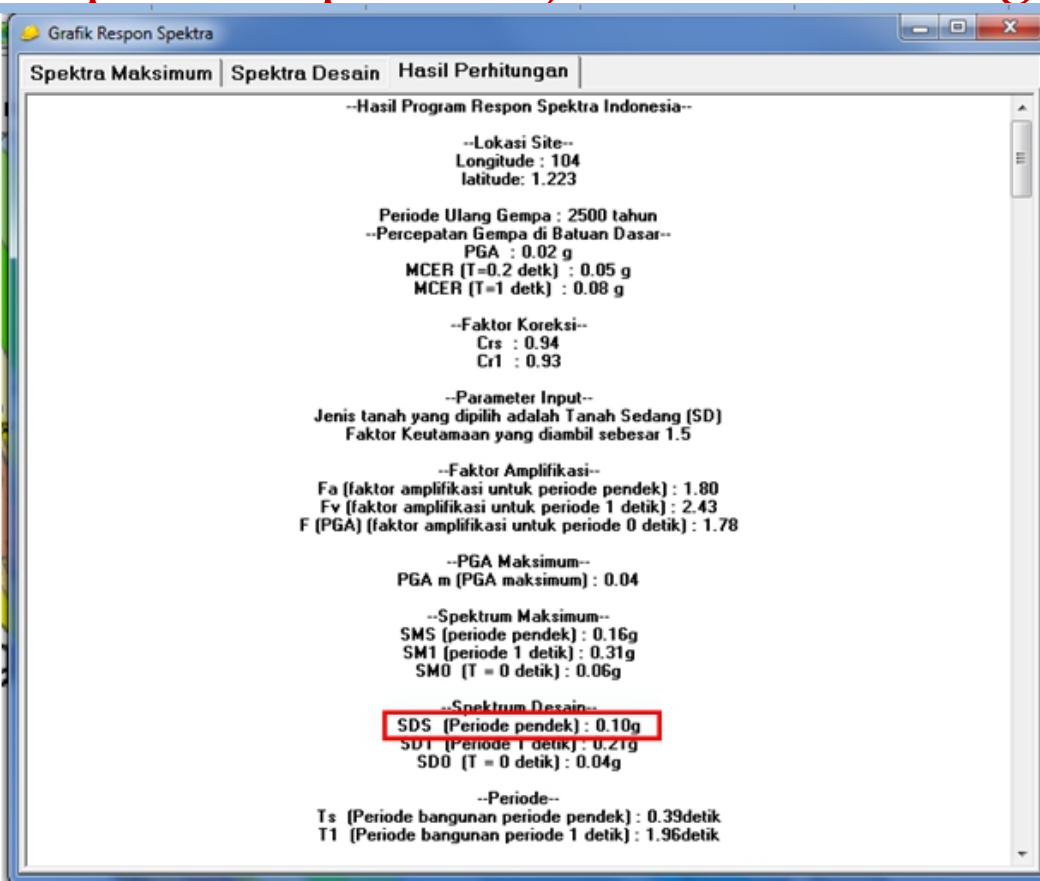 Grafik Respon Spektra
Spektra Maksimum Spektra Desain Hasil Perhitungan
--Hasil Program Respon Spektra Indonesia--
--Lokasi Site--
Longitude : 104
latitude: 1.223
Periode Ulang Gempa : 2500 tahun
--Percepatan Gempa di Batuan Dasar--
PGA : 0.02 g
MCER (T=0.2 detk) : 0.05 g
MCER (T=1 detk) : 0.08 g
--Faktor Koreksi--
Crs : 0.94
Cr1 : 0.93
--Parameter Input--
Jenis tanah yang dipilih adalah Tanah Sedang (SD)
Faktor Keutamaan yang diambil sebesar 1.5
--Faktor Amplifikasi--
Fa (faktor amplifikasi untuk periode pendek) : 1.80
Fv (faktor amplifikasi untuk periode 1 detik) : 2.43
F (PGA) (faktor amplifikasi untuk periode 0 detik) : 1.78
--PGA Maksimum--
PGA m (PGA maksimum) : 0.04
--Spektrum Maksimum--
SMS (periode pendek) : 0.16g
SM1 (periode 1 detik) : 0.31g
SM0 (T = 0 detik) : 0.06g
--Spektrum Desain--
SDS (Periode pendek) : 0.10g
SD1 (Periode 1 detik) : 0.21g
SD0 (T = 0 detik) : 0.04g
--Periode--
Ts (Periode bangunan periode pendek) : 0.39detik
T1 (Periode bangunan periode 1 detik) : 1.96detik